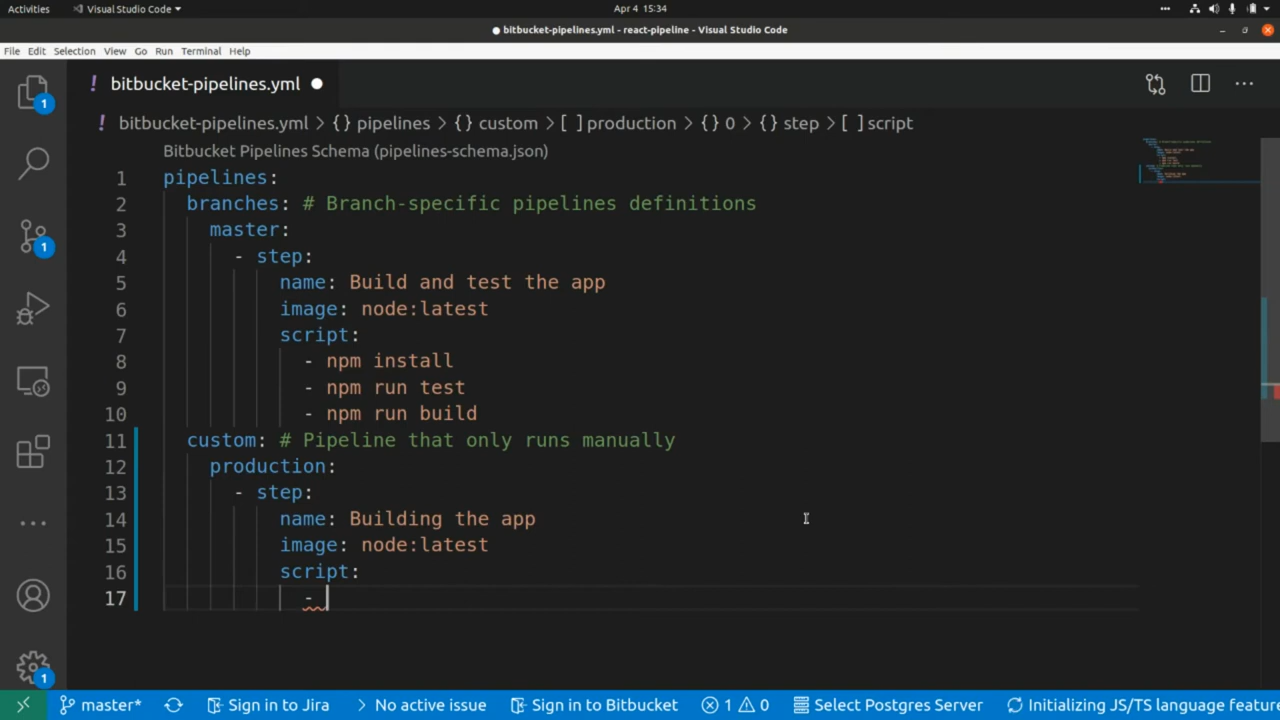 Activities
Visual Studio Code
Apr 4 15:34
bitbucket-pipelines.yml - react-pipeline - Visual Studio Code
File Edit Selection View Go Run Terminal Help
! bitbucket-pipelines.yml
! bitbucket-pipelines.yml > {} pipelines > {} custom > [ ] production > {} 0 > {} step > [ ] script
Bitbucket Pipelines Schema (pipelines-schema.json)
1 pipelines:
2 branches: # Branch-specific pipelines definitions
3 master:
4 - step:
5 name: Build and test the app
6 image: node:latest
7 script:
8 - npm install
9 - npm run test
10 - npm run build
11 custom: # Pipeline that only runs manually
12 production:
13 - step:
14 name: Building the app
15 image: node:latest
16 script:
17 -
1
1
1
master* Sign in to Jira > No active issue Sign in to Bitbucket 1 0 Select Postgres Server Initializing JS/TS language feature